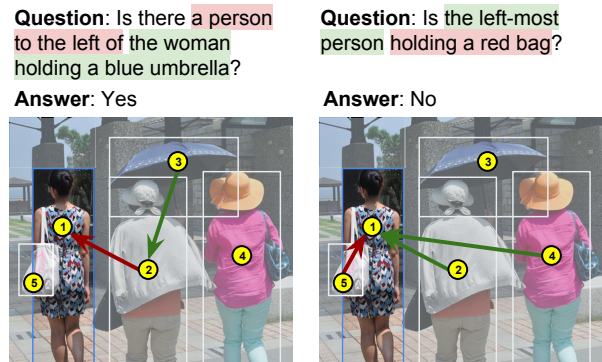 Question: Is there a person
to the left of the woman
holding a blue umbrella?
Answer: Yes
3
1
2
4
5
Question: Is the left-most
person holding a red bag?
Answer: No
3
1
2
4
5